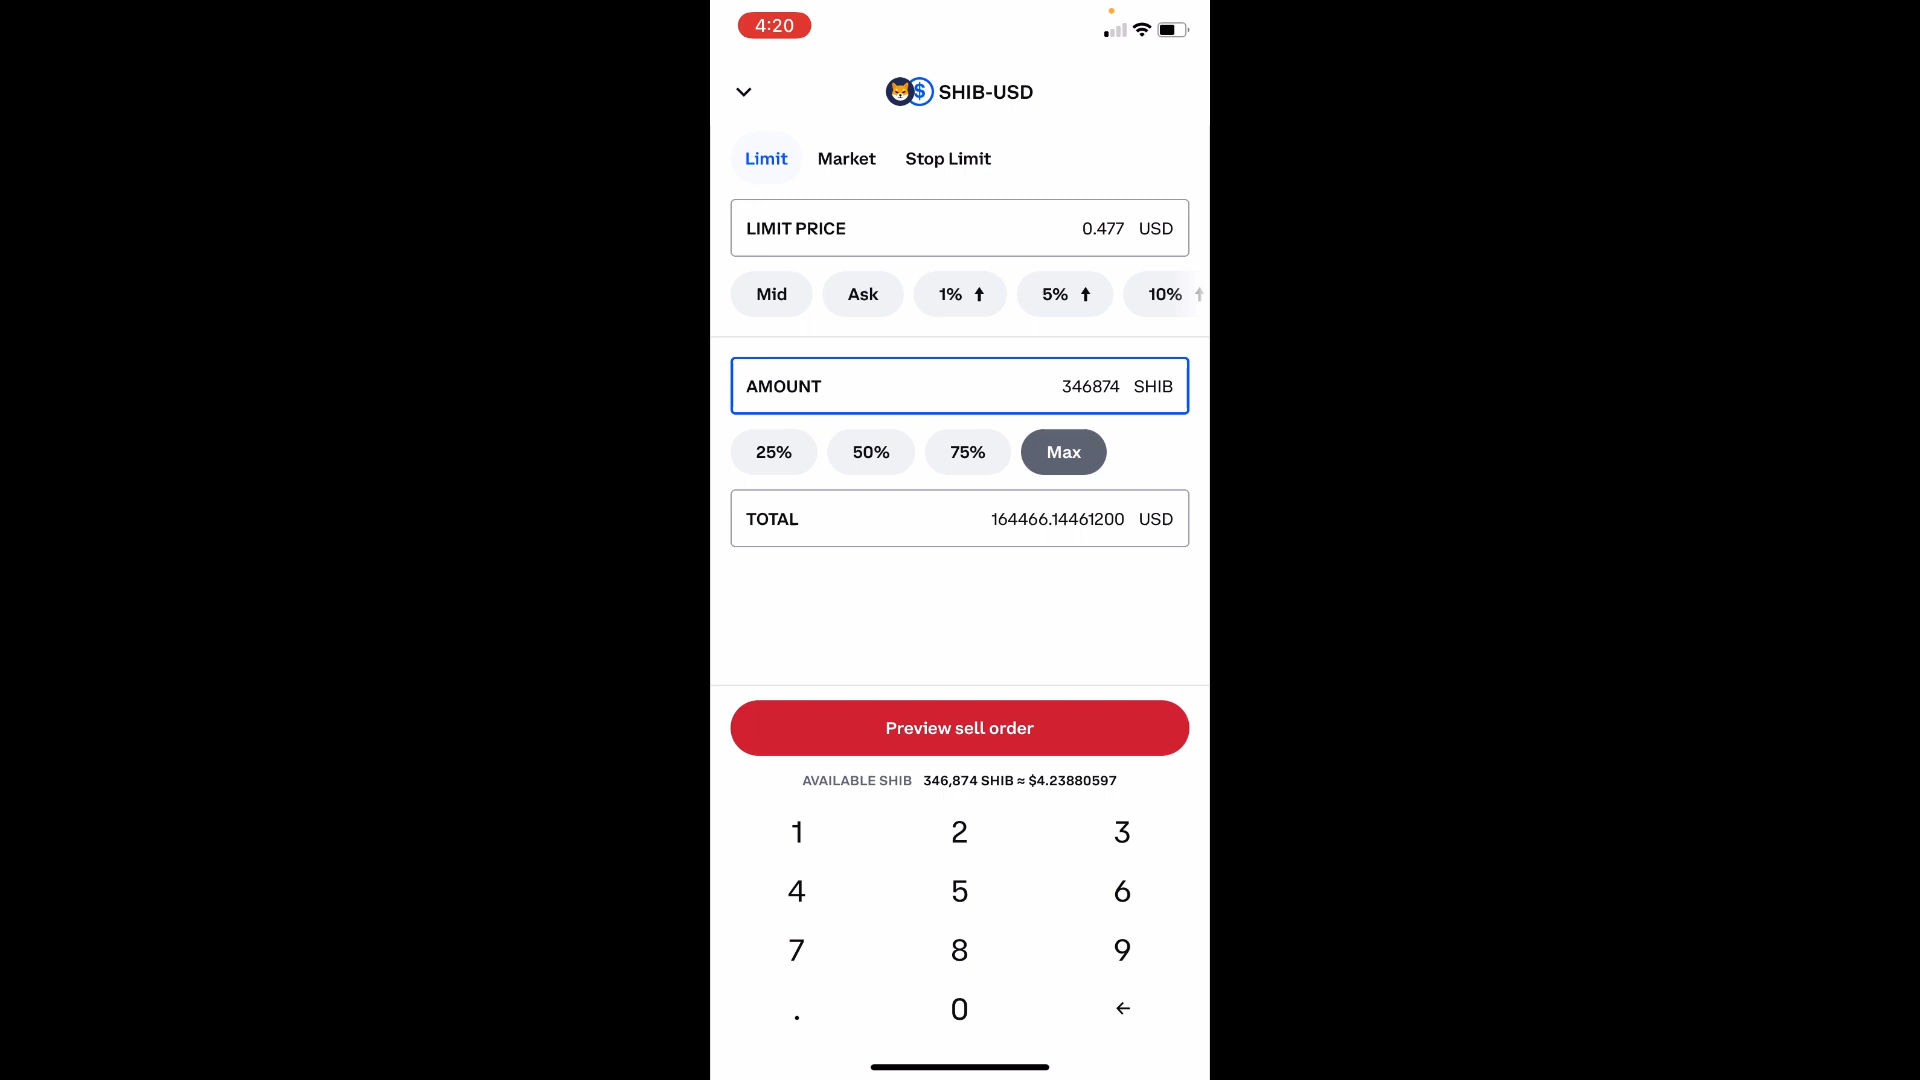 4:20
$ SHIB-USD
Limit Market Stop Limit
LIMIT PRICE 0.477 USD
Mid Ask 1% ↑ 5% ↑ 10% ↑
AMOUNT 346874 SHIB
25% 50% 75% Max
TOTAL 164466.14461200 USD
Preview sell order
AVAILABLE SHIB 346,874 SHIB ≈ $4.23880597
1 2 3
4 5 6
7 8 9
. 0 ←